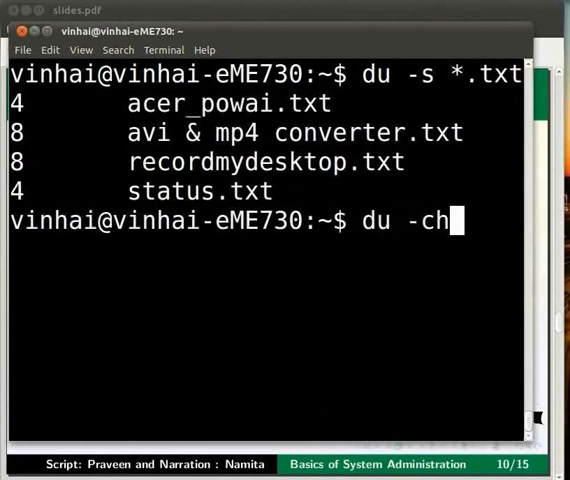 slides.pdf
vinhai@vinhai-eME730: ~
File Edit View Search Terminal Help
vinhai@vinhai-eME730:~$ du -s *.txt
4 acer_powai.txt
8 avi & mp4 converter.txt
8 recordmydesktop.txt
4 status.txt
vinhai@vinhai-eME730:~$ du -ch
Script: Praveen and Narration : Namita Basics of System Administration 10/15